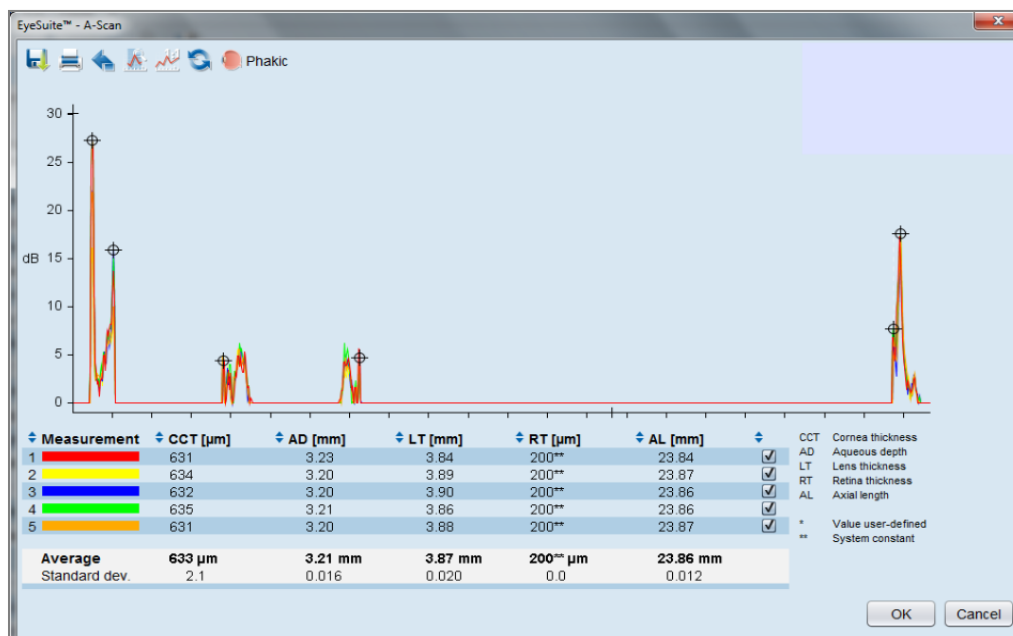 EyeSuite™ - A-Scan
Phakic
30
25
20
dB 15
10
5
0
Measurement CCT [µm] AD [mm] LT [mm] RT [µm] AL [mm]
1 631 3.23 3.84 200** 23.84
2 634 3.20 3.89 200** 23.87
3 632 3.20 3.90 200** 23.86
4 635 3.21 3.86 200** 23.86
5 631 3.20 3.88 200** 23.87
Average 633 µm 3.21 mm 3.87 mm 200** µm 23.86 mm
Standard dev. 2.1 0.016 0.020 0.0 0.012
CCT Cornea thickness
AD Aqueous depth
LT Lens thickness
RT Retina thickness
AL Axial length
* Value user-defined
** System constant
OK Cancel